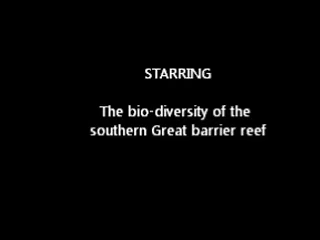 STARRING
The bio-diversity of the
southern Great barrier reef